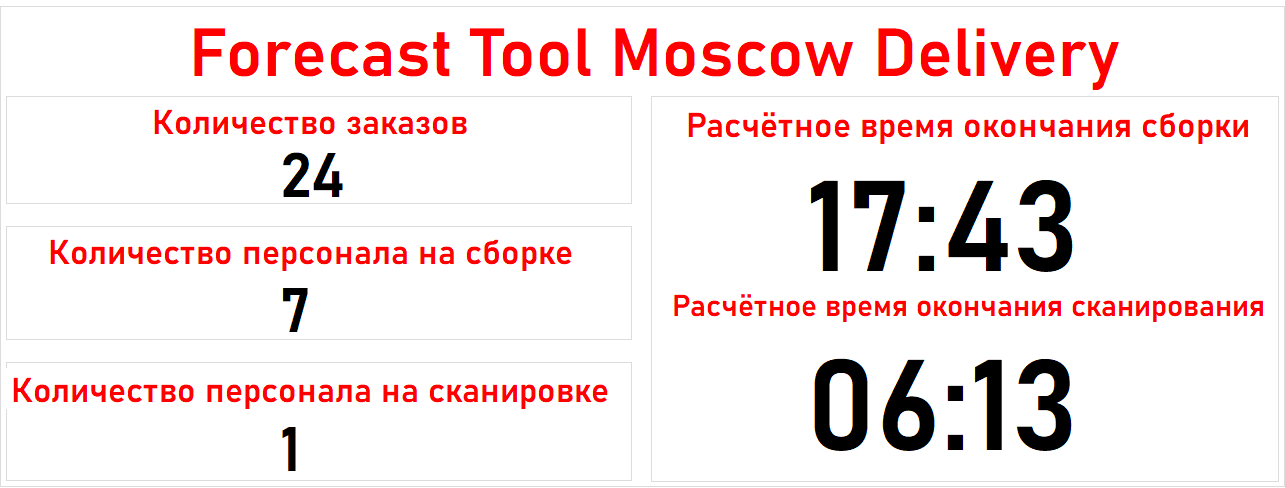 Forecast Tool Moscow Delivery
Количество заказов
24
Количество персонала на сборке
7
Количество персонала на сканировке
1
Расчётное время окончания сборки
17:43
Расчётное время окончания сканирования
06:13